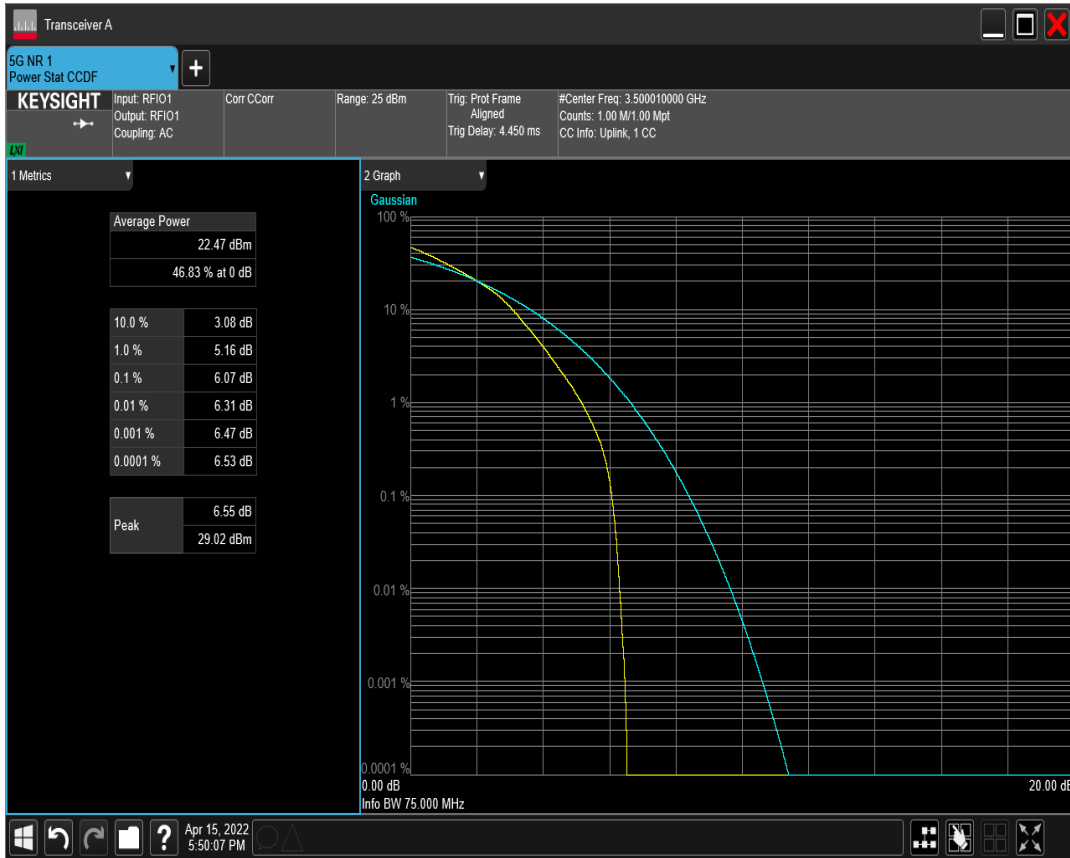 Transceiver A
5G NR 1
Power Stat CCDF
KEYSIGHT
LXI
Input: RFIO1
Output: RFIO1
Coupling: AC
Corr CCorr
Range: 25 dBm
Trig: Prot Frame
Aligned
Trig Delay: 4.450 ms
#Center Freq: 3.500010000 GHz
Counts: 1.00 M/1.00 Mpt
CC Info: Uplink, 1 CC
1 Metrics
Average Power
22.47 dBm
46.83 % at 0 dB
10.0 % 3.08 dB
1.0 % 5.16 dB
0.1 % 6.07 dB
0.01 % 6.31 dB
0.001 % 6.47 dB
0.0001 % 6.53 dB
Peak
6.55 dB
29.02 dBm
2 Graph
Gaussian
100 %
10 %
1 %
0.1 %
0.01 %
0.001 %
0.0001 %
0.00 dB
20.00 dB
Info BW 75.000 MHz
?
Apr 15, 2022
5:50:07 PM